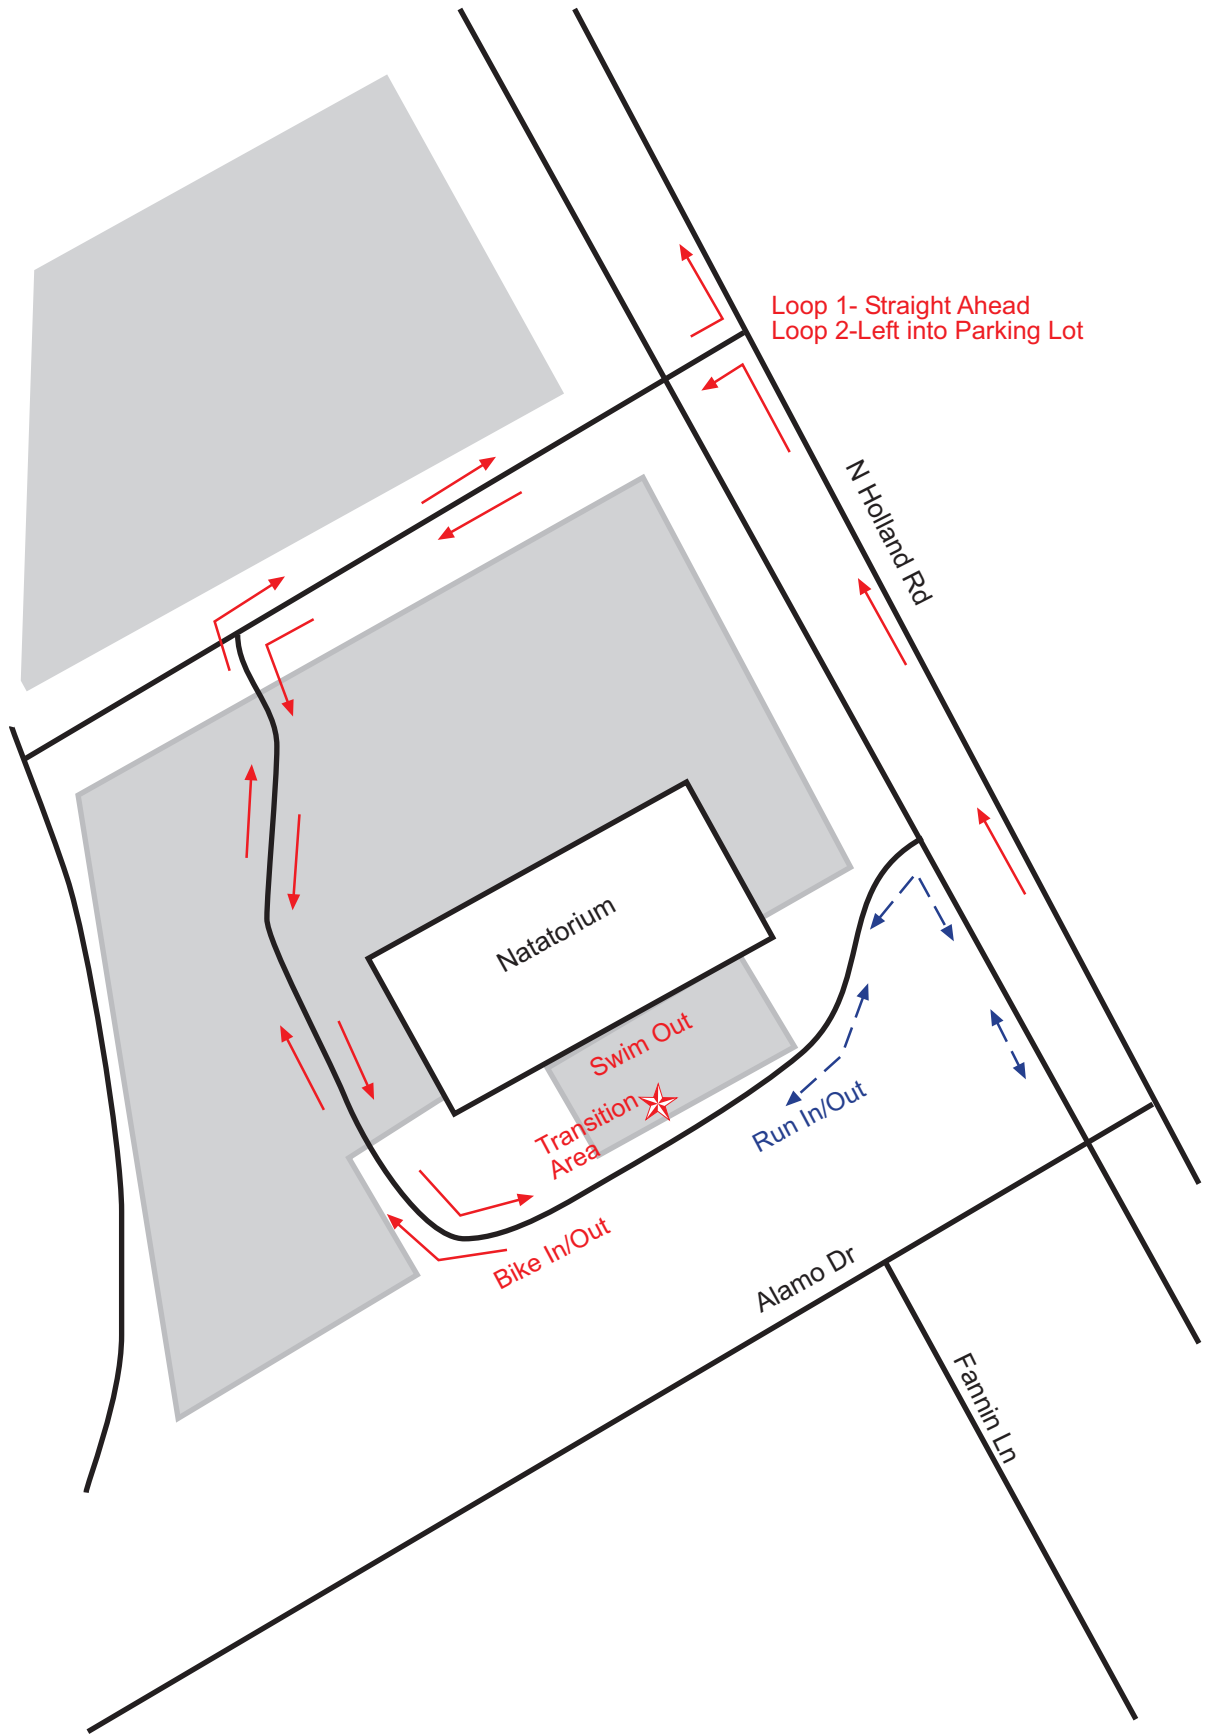 Loop 1- Straight Ahead
Loop 2-Left into Parking Lot
N Holland Rd
Natatorium
Swim Out
Transition
Area
Run In/Out
Bike In/Out
Alamo Dr
Fannin Ln